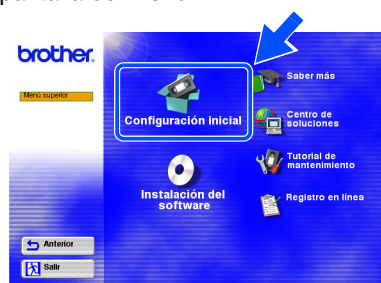 brother.
Menú superior
Configuración inicial
Instalación del
software
Saber más
Centro de
soluciones
Tutorial de
mantenimiento
Registro en línea
Anterior
Salir